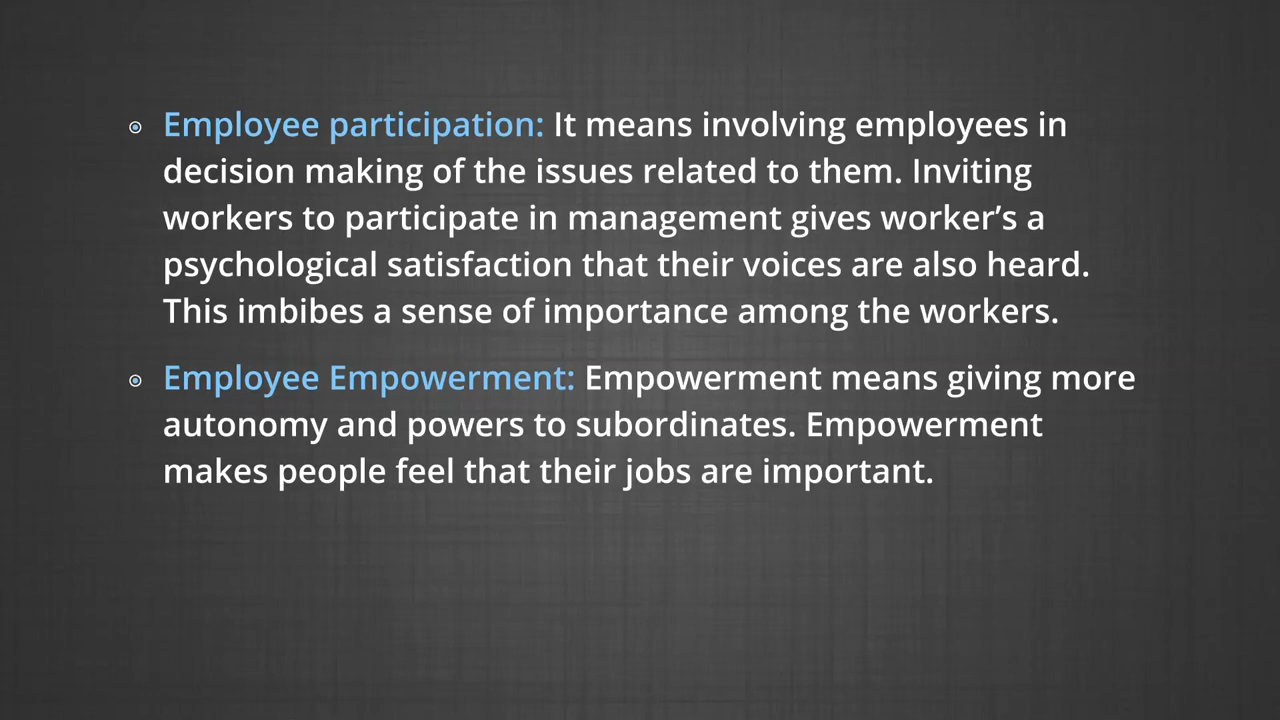 Employee participation: It means involving employees in
decision making of the issues related to them. Inviting
workers to participate in management gives worker’s a
psychological satisfaction that their voices are also heard.
This imbibes a sense of importance among the workers.
Employee Empowerment: Empowerment means giving more
autonomy and powers to subordinates. Empowerment
makes people feel that their jobs are important.